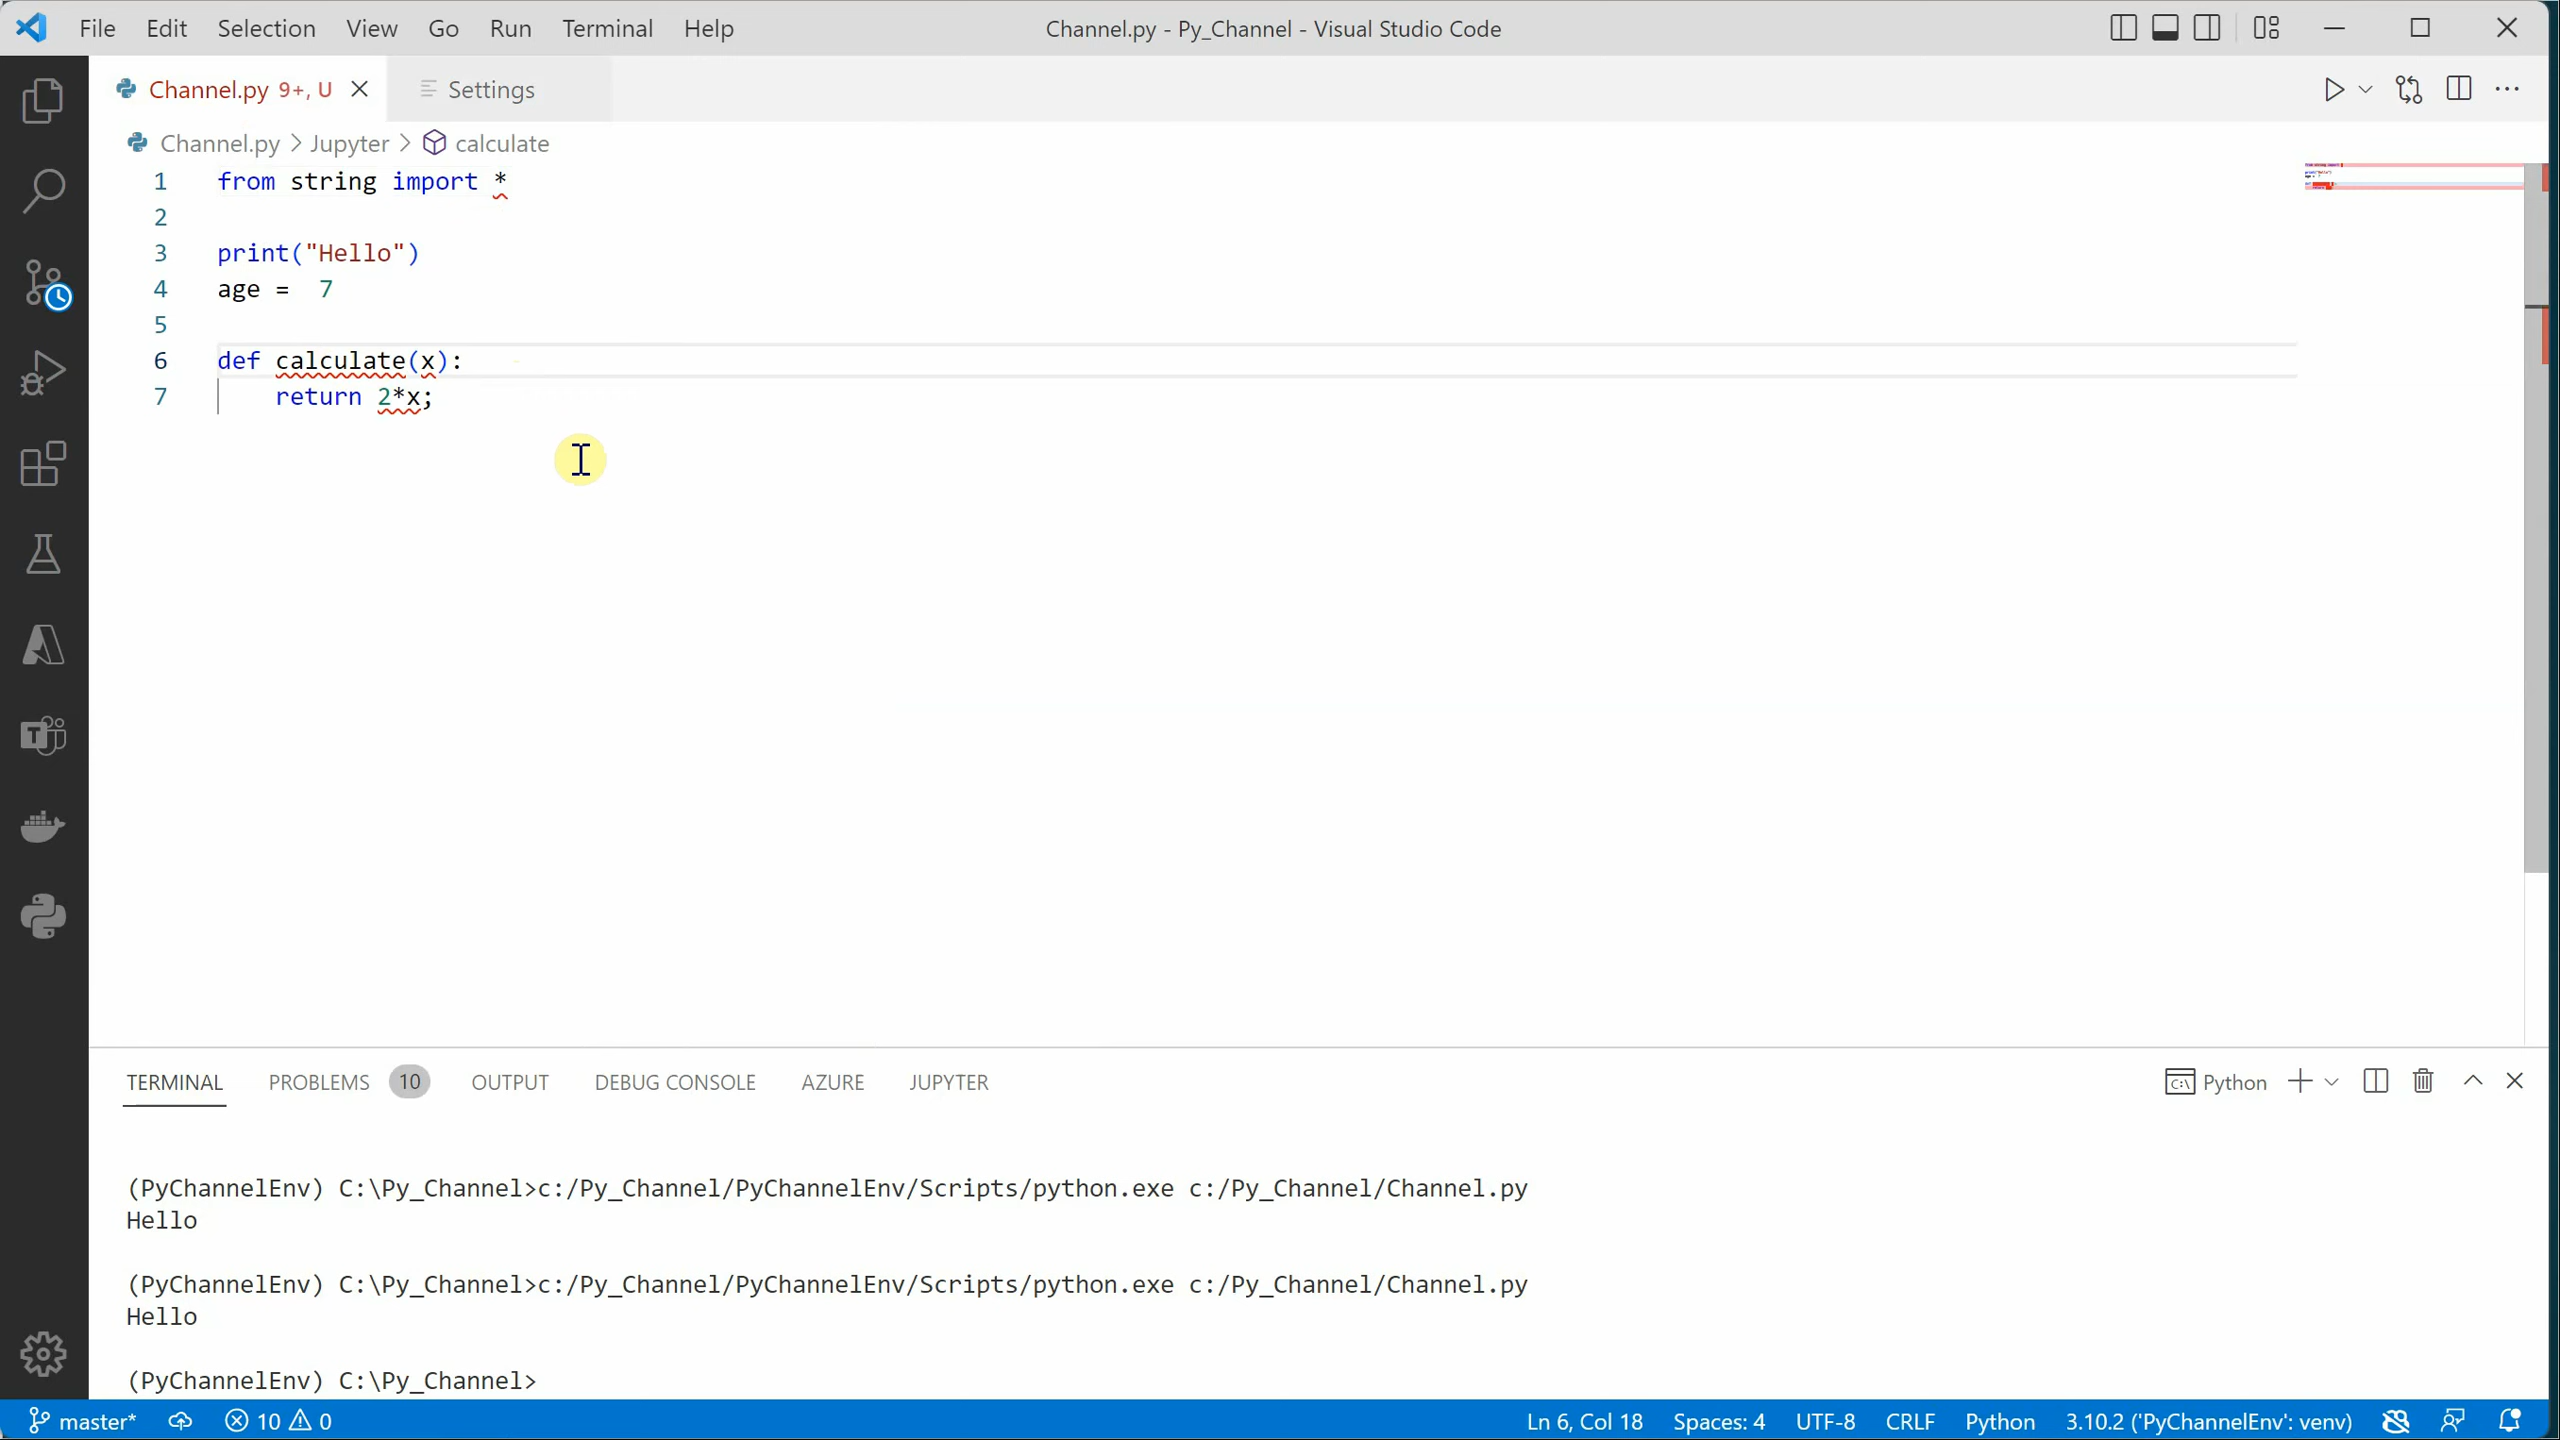 File Edit Selection View Go Run Terminal Help Channel.py - Py_Channel - Visual Studio Code
Channel.py 9+, U Settings
Channel.py > Jupyter > calculate
1 from string import *
2
3 print("Hello")
4 age =  7
5
6 def calculate(x):
7     return 2*x;
TERMINAL PROBLEMS 10 OUTPUT DEBUG CONSOLE AZURE JUPYTER Python
(PyChannelEnv) C:\Py_Channel>c:/Py_Channel/PyChannelEnv/Scripts/python.exe c:/Py_Channel/Channel.py
Hello
(PyChannelEnv) C:\Py_Channel>c:/Py_Channel/PyChannelEnv/Scripts/python.exe c:/Py_Channel/Channel.py
Hello
(PyChannelEnv) C:\Py_Channel>
master* 10 0 Ln 6, Col 18 Spaces: 4 UTF-8 CRLF Python 3.10.2 ('PyChannelEnv': venv)